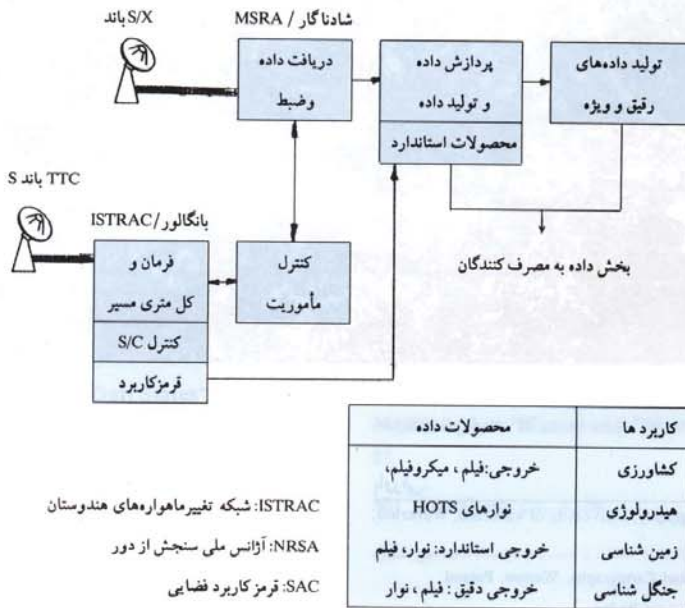 باند S/X
شادناگار / MSRA
دریافت داده
وضبط
پردازش داده
و تولید داده
محصولات استاندارد
تولید داده‌های
رقیق و ویژه
TTC باند S
بانگالور/ISTRAC
فرمان و
کل متری مسیر
کنترل S/C
قرمزکاربرد
کنترل
مأموریت
بخش داده به مصرف کنندگان
کاربرد ها محصولات داده
کشاورزی خروجی:فیلم ، میکروفیلم،
هیدرولوژی نوارهای HOTS
زمین شناسی خروجی استاندارد: نوار، فیلم
جنگل شناسی خروجی دقیق : فیلم ، نوار
ISTRAC: شبکه تغییرماهواره‌های هندوستان
NRSA: آژانس ملی سنجش از دور
SAC: قرمز کاربرد فضایی